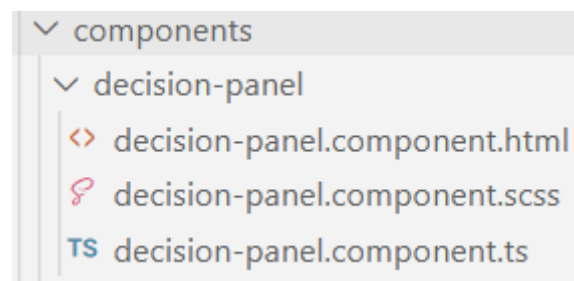 components
decision-panel
<> decision-panel.component.html
decision-panel.component.scss
TS decision-panel.component.ts